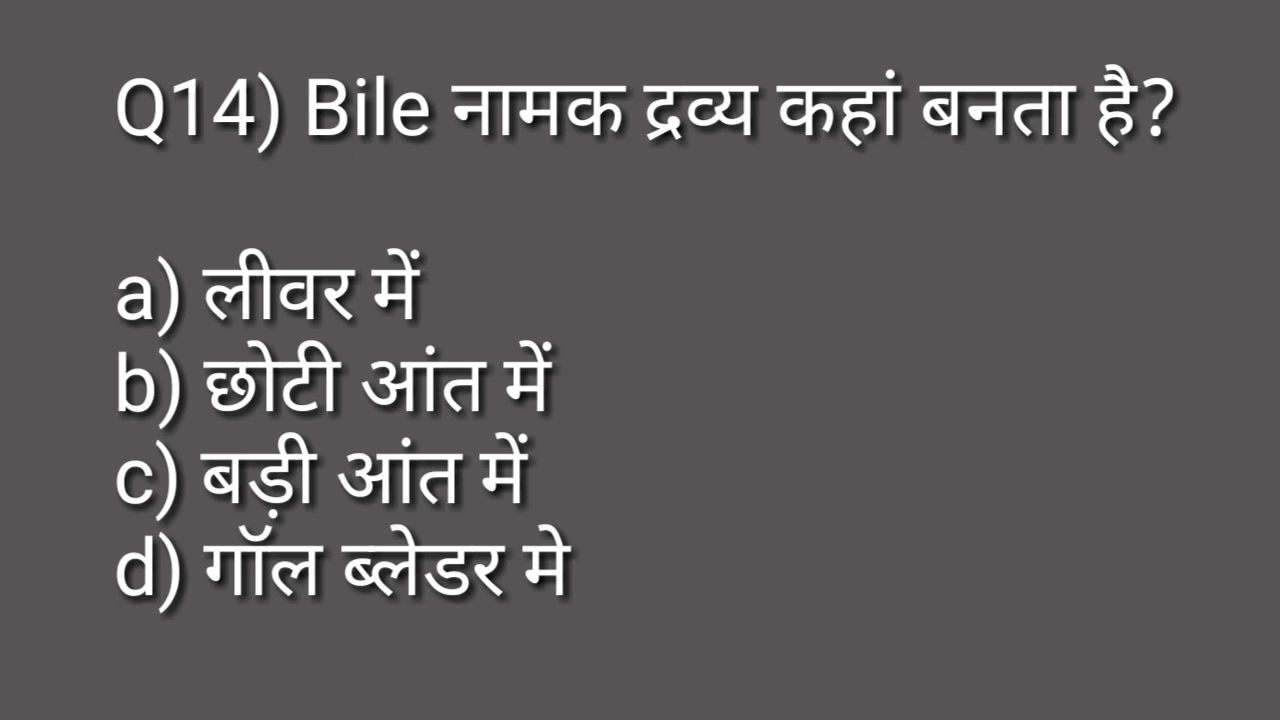 Q14) Bile नामक द्रव्य कहां बनता है?
a) लीवर में
b) छोटी आंत में
c) बड़ी आंत में
d) गॉल ब्लेडर मे